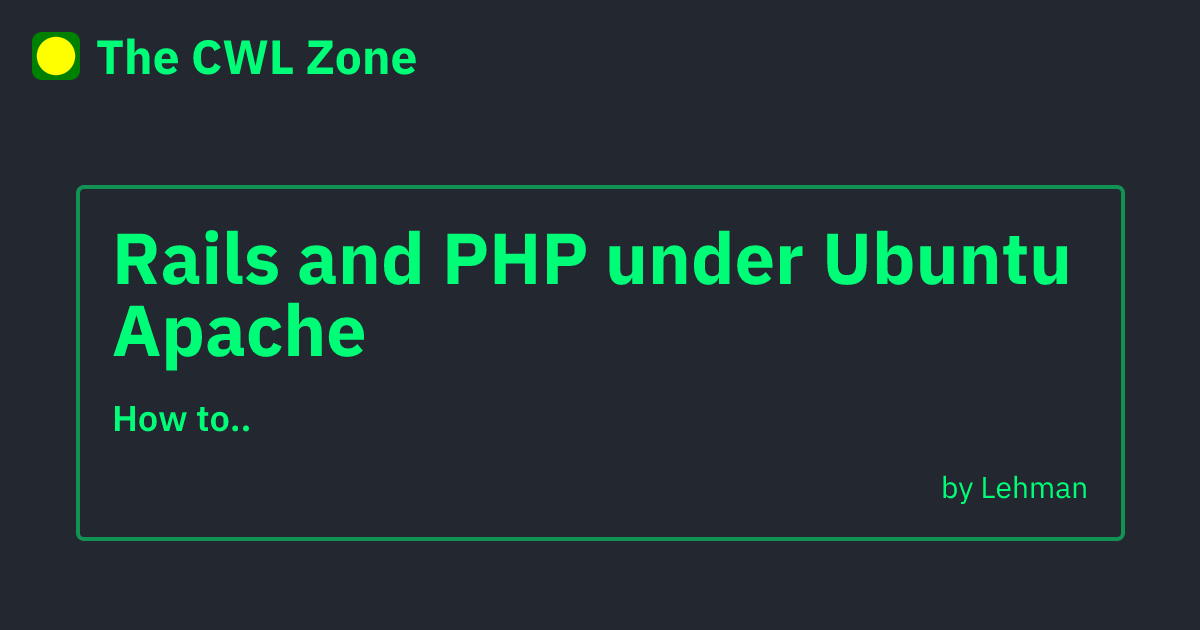 The CWL Zone
Rails and PHP under Ubuntu
Apache
How to..
by Lehman